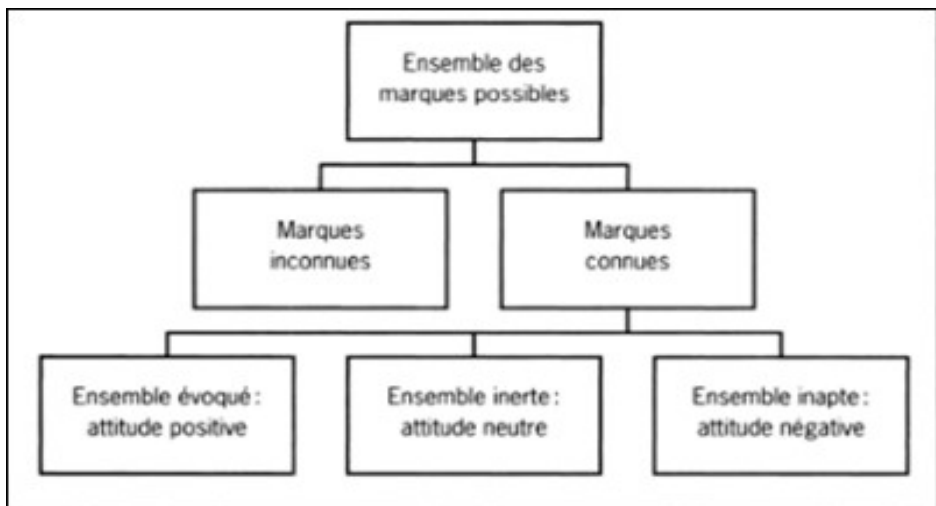 Ensemble des
marques possibles
Marques
inconnues
Marques
connues
Ensemble évoqué :
attitude positive
Ensemble inerte :
attitude neutre
Ensemble inapte :
attitude négative